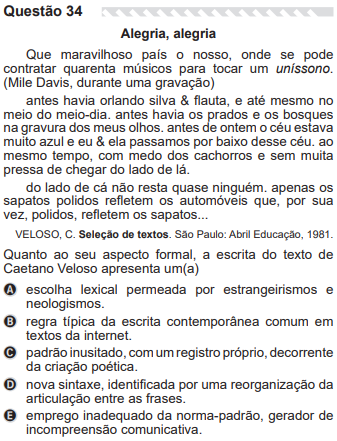 Questão 34
Alegria, alegria
Que maravilhoso país o nosso, onde se pode
contratar quarenta músicos para tocar um uníssono.
(Mile Davis, durante uma gravação)
antes havia orlando silva & flauta, e até mesmo no
meio do meio-dia. antes havia os prados e os bosques
na gravura dos meus olhos. antes de ontem o céu estava
muito azul e eu & ela passamos por baixo desse céu. ao
mesmo tempo, com medo dos cachorros e sem muita
pressa de chegar do lado de lá.
do lado de cá não resta quase ninguém. apenas os
sapatos polidos refletem os automóveis que, por sua
vez, polidos, refletem os sapatos...
VELOSO, C. Seleção de textos. São Paulo: Abril Educação, 1981.
Quanto ao seu aspecto formal, a escrita do texto de
Caetano Veloso apresenta um(a)
A escolha lexical permeada por estrangeirismos e
neologismos.
B regra típica da escrita contemporânea comum em
textos da internet.
C padrão inusitado, com um registro próprio, decorrente
da criação poética.
D nova sintaxe, identificada por uma reorganização da
articulação entre as frases.
E emprego inadequado da norma-padrão, gerador de
incompreensão comunicativa.